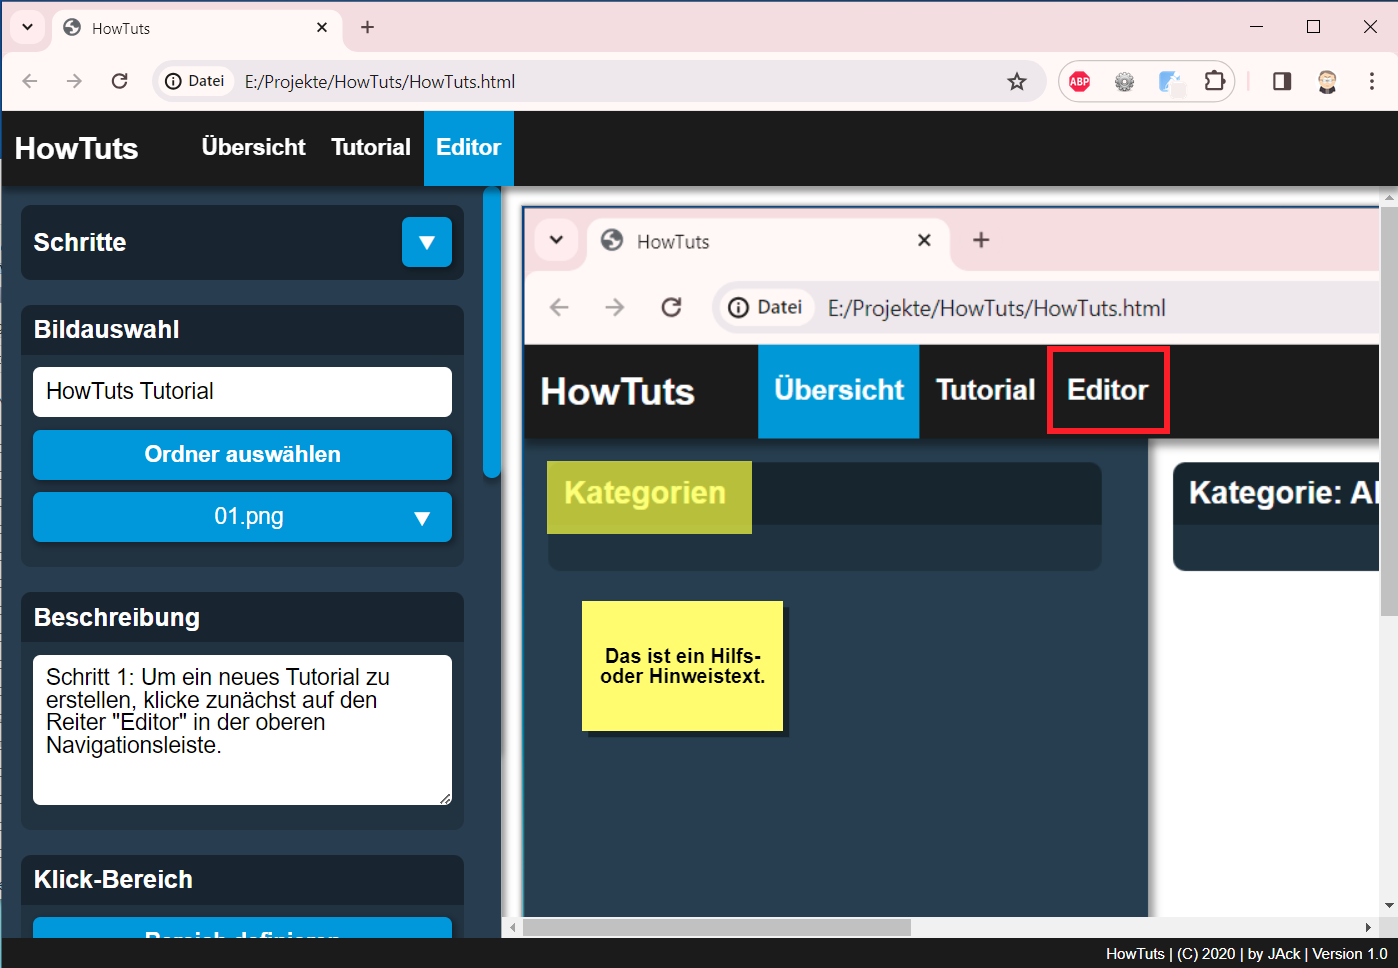 HowTuts
Datei E:/Projekte/HowTuts/HowTuts.html
ABP
HowTuts Übersicht Tutorial Editor
Schritte
Bildauswahl
HowTuts Tutorial
Ordner auswählen
01.png
Beschreibung
Schritt 1: Um ein neues Tutorial zu
erstellen, klicke zunächst auf den
Reiter "Editor" in der oberen
Navigationsleiste.
Klick-Bereich
Bereich definieren
HowTuts
Datei E:/Projekte/HowTuts/HowTuts.html
HowTuts Übersicht Tutorial Editor
Kategorien
Kategorie: Al
Das ist ein Hilfs-
oder Hinweistext.
HowTuts | (C) 2020 | by JAck | Version 1.0